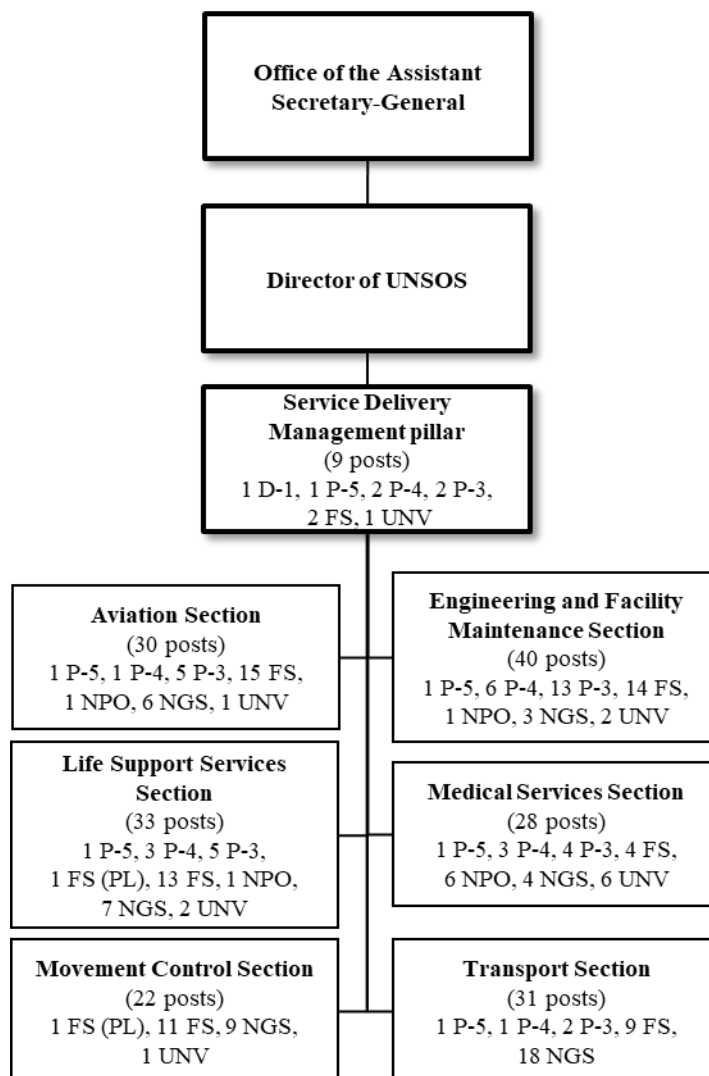 Office of the Assistant
Secretary-General
Director of UNSOS
Service Delivery
Management pillar
(9 posts)
1 D-1, 1 P-5, 2 P-4, 2 P-3,
2 FS, 1 UNV
Aviation Section
(30 posts)
1 P-5, 1 P-4, 5 P-3, 15 FS,
1 NPO, 6 NGS, 1 UNV
Engineering and Facility
Maintenance Section
(40 posts)
1 P-5, 6 P-4, 13 P-3, 14 FS,
1 NPO, 3 NGS, 2 UNV
Life Support Services
Section
(33 posts)
1 P-5, 3 P-4, 5 P-3,
1 FS (PL), 13 FS, 1 NPO,
7 NGS, 2 UNV
Medical Services Section
(28 posts)
1 P-5, 3 P-4, 4 P-3, 4 FS,
6 NPO, 4 NGS, 6 UNV
Movement Control Section
(22 posts)
1 FS (PL), 11 FS, 9 NGS,
1 UNV
Transport Section
(31 posts)
1 P-5, 1 P-4, 2 P-3, 9 FS,
18 NGS